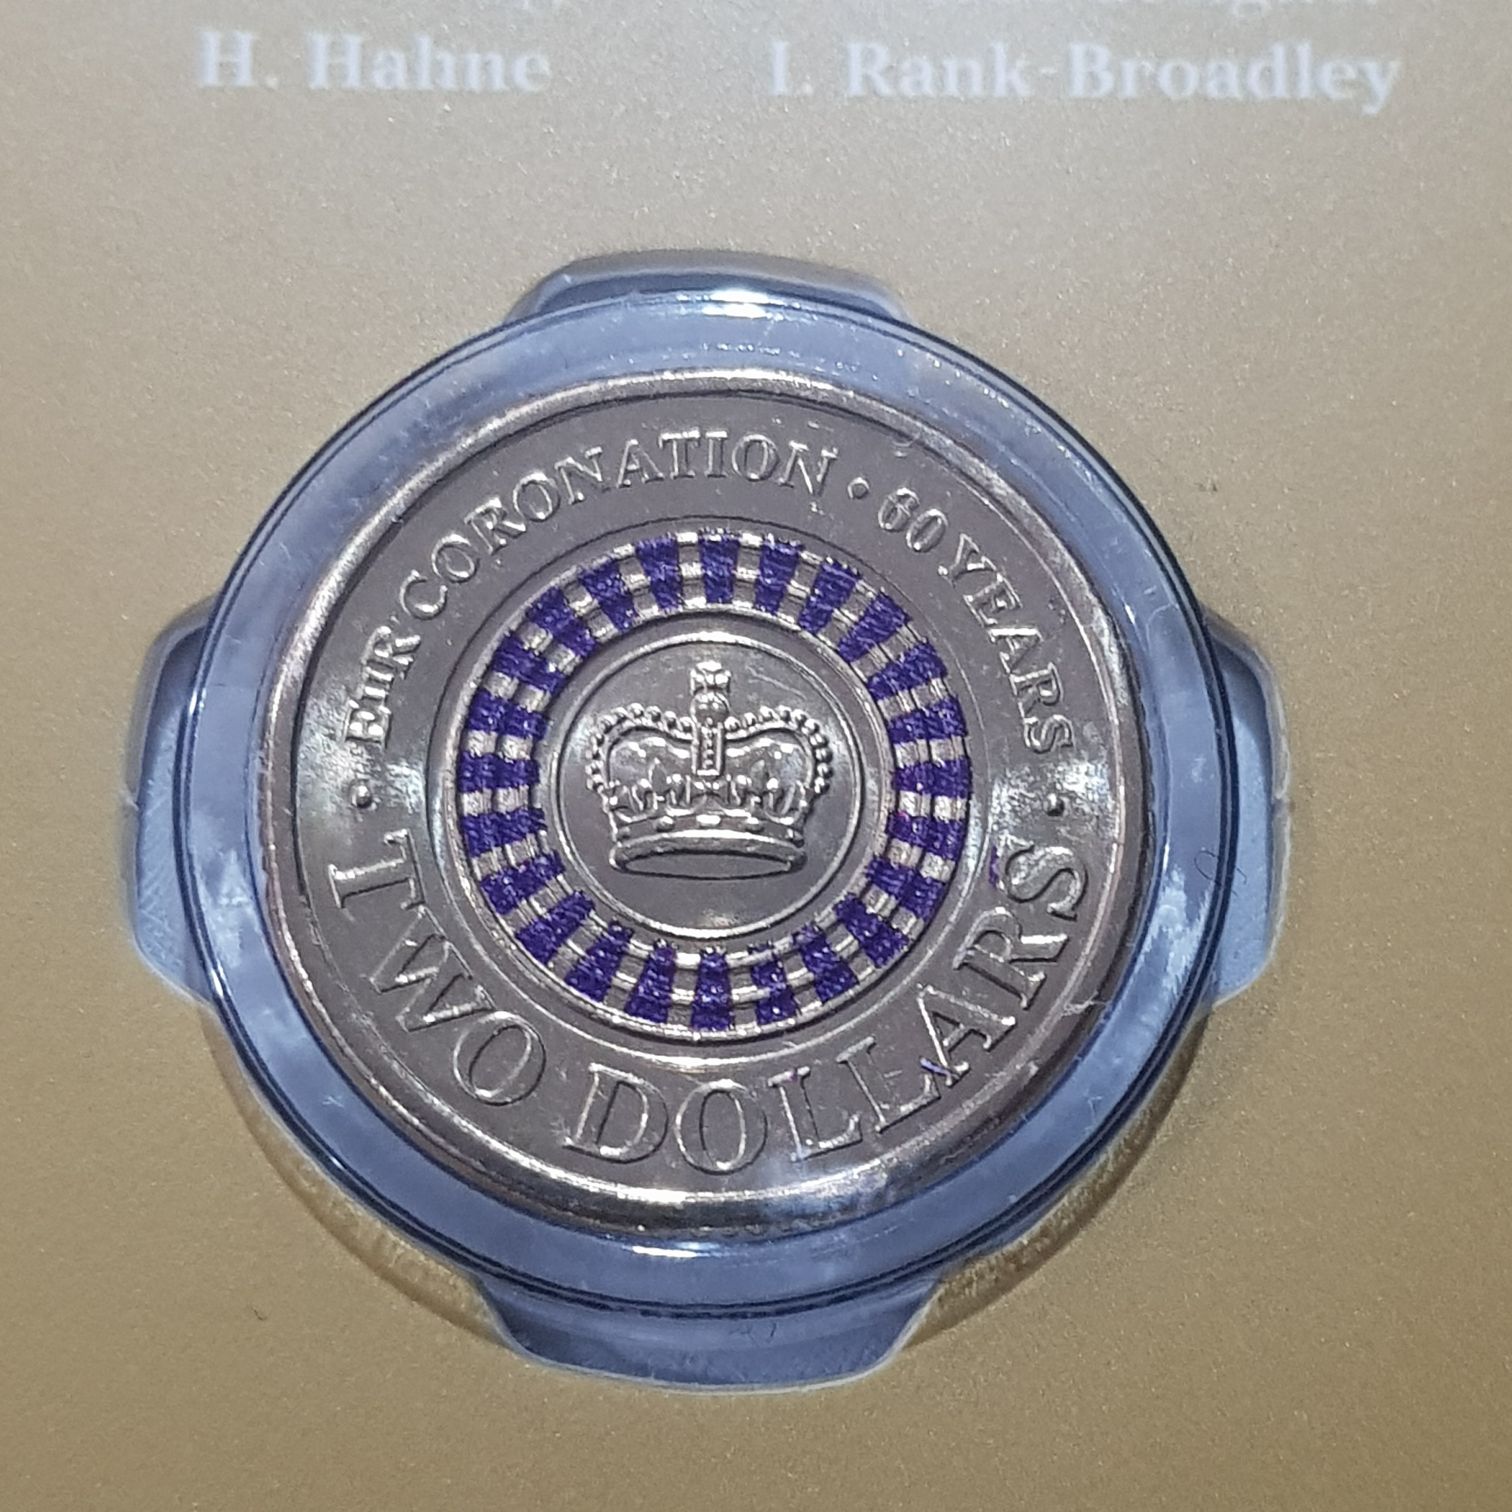 H. Hahne
I. Rank-Broadley
EIIR CORONATION · 60 YEARS
TWO DOLLARS